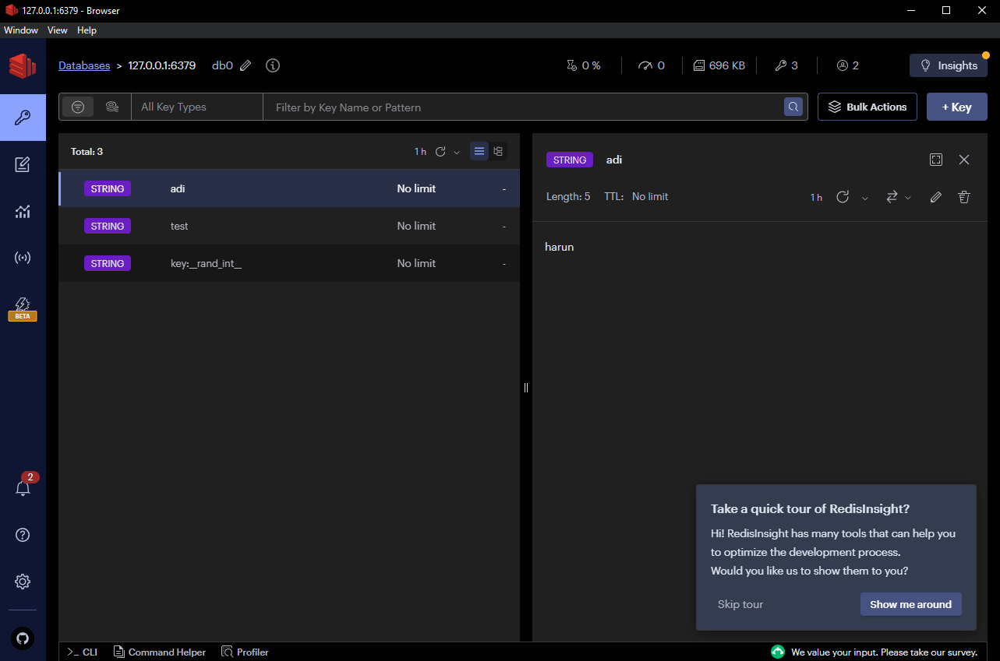 127.0.0.1:6379 - Browser
Window View Help
Databases > 127.0.0.1:6379 db0 0 % 0 696 KB 3 2 Insights
All Key Types Filter by Key Name or Pattern Bulk Actions + Key
Total: 3 1 h
STRING adi No limit -
STRING test No limit -
STRING key:__rand_int__ No limit -
STRING adi
Length: 5 TTL: No limit 1 h
harun
BETA
2
Take a quick tour of RedisInsight?
Hi! RedisInsight has many tools that can help you
to optimize the development process.
Would you like us to show them to you?
Skip tour Show me around
>_ CLI Command Helper Profiler We value your input. Please take our survey.